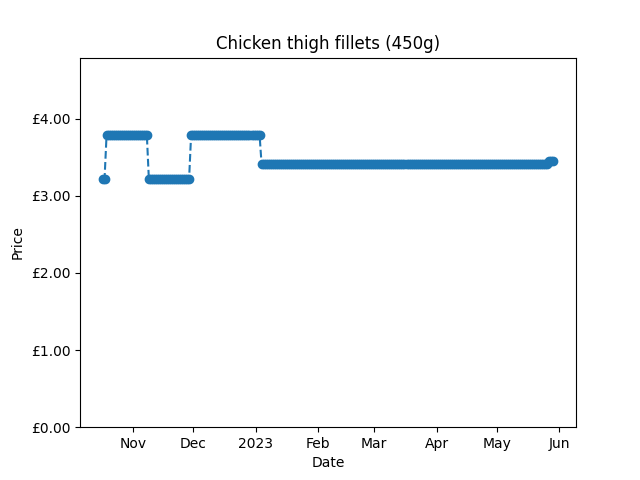 Chicken thigh fillets (450g)
£4.00
£3.00
£2.00
£1.00
£0.00
Price
Nov Dec 2023 Feb Mar Apr May Jun
Date